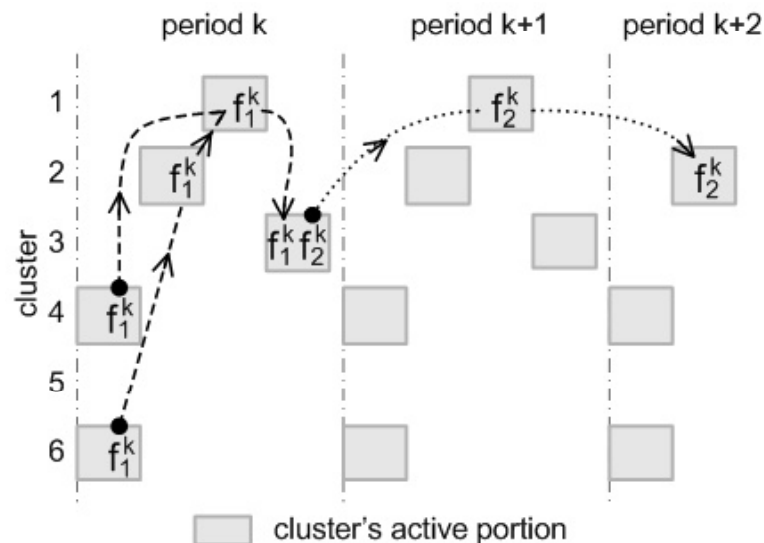 period k period k+1 period k+2
cluster
1 f₁ᵏ f₂ᵏ
2 f₁ᵏ f₂ᵏ
3 f₁ᵏ f₂ᵏ
4 f₁ᵏ
5
6 f₁ᵏ
cluster's active portion